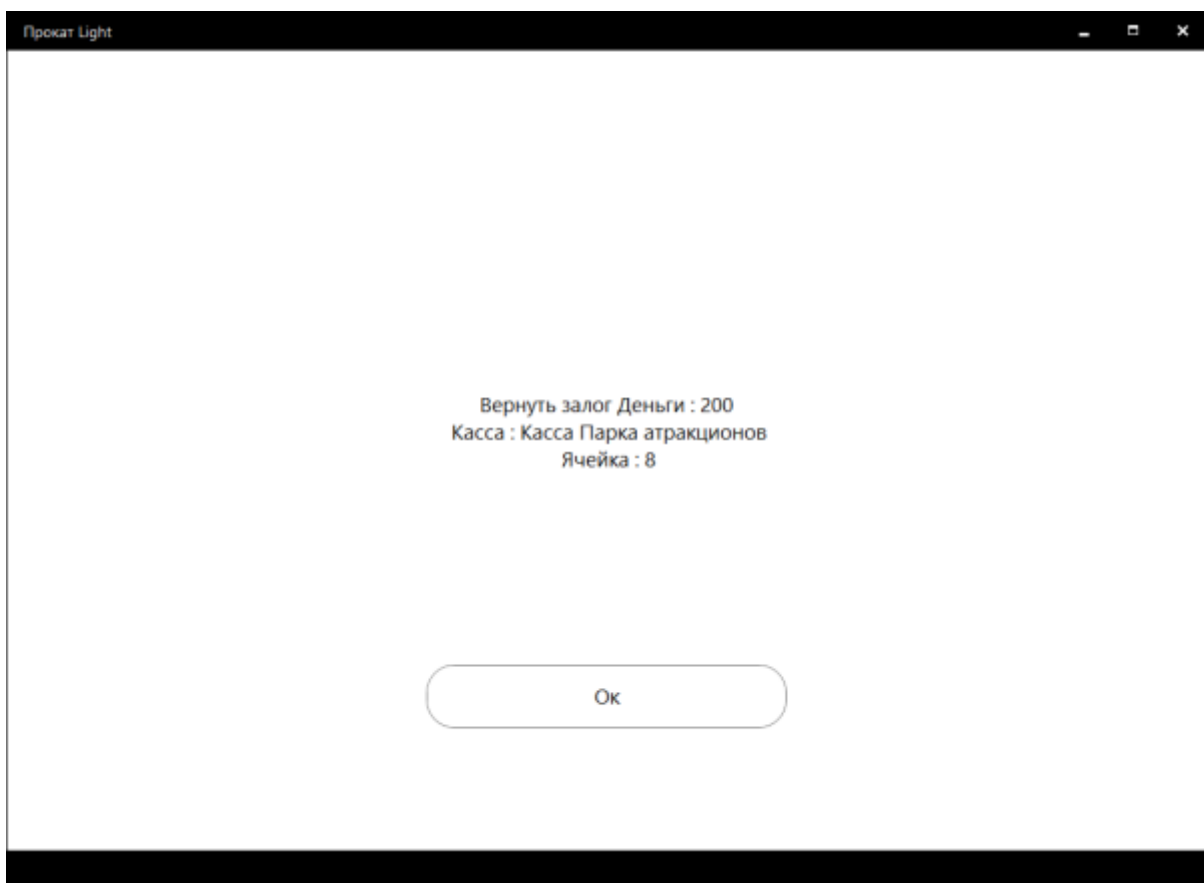 Прокат Light
Вернуть залог Деньги : 200
Касса : Касса Парка атракционов
Ячейка : 8
Ок